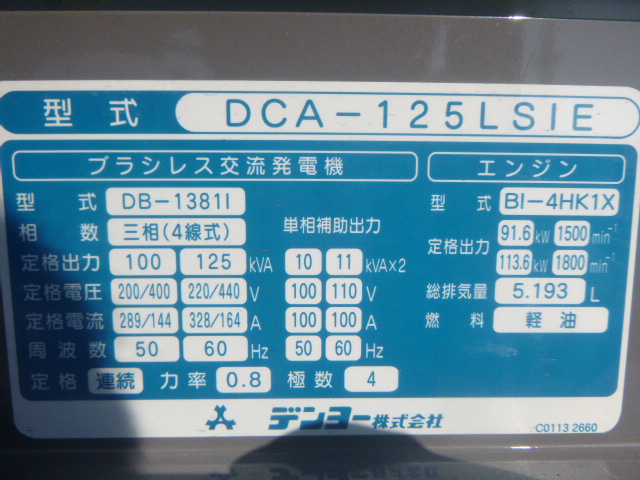 型式 DCA-125LSIE
ブラシレス交流発電機
型式 DB-1381I
相数 三相(4線式) 単相補助出力
定格出力 100 125 kVA 10 11 kVA×2
定格電圧 200/400 220/440 V 100 110 V
定格電流 289/144 328/164 A 100 100 A
周波数 50 60 Hz 50 60 Hz
定格 連続 力率 0.8 極数 4
エンジン
型式 BI-4HK1X
定格出力 91.6 kW 1500 min⁻¹
113.6 kW 1800 min⁻¹
総排気量 5.193 L
燃料 軽油
デンヨー株式会社
C0113 2660